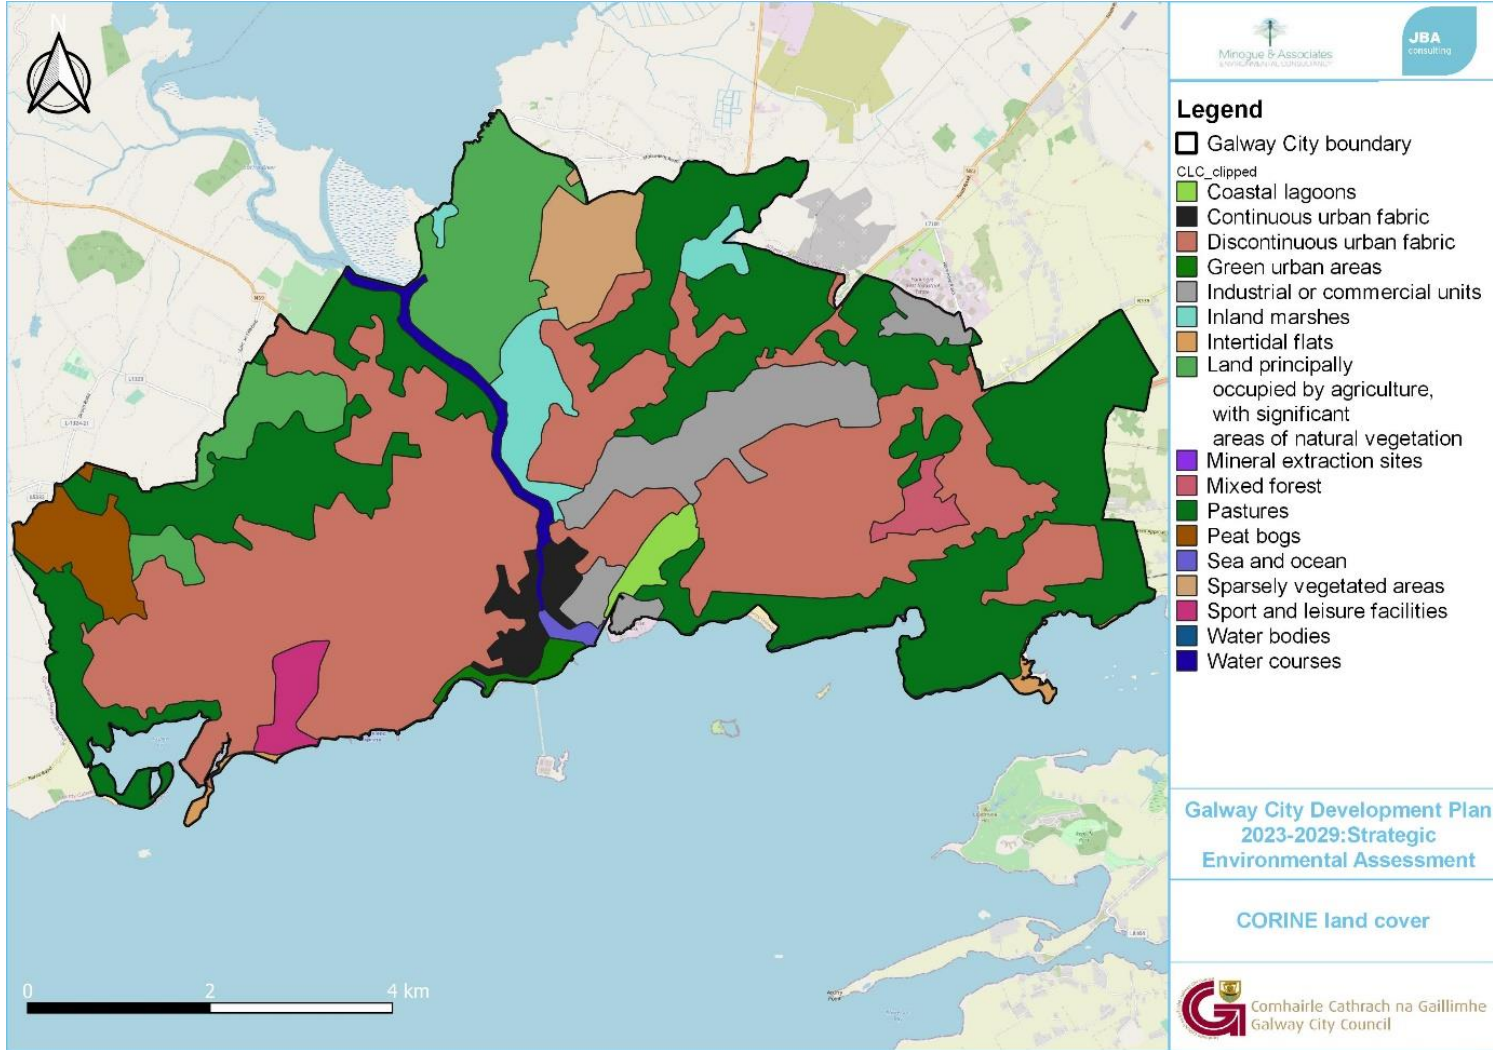 N
Minogue & Associates
ENVIRONMENTAL CONSULTANCY
JBA
consulting
Legend
Galway City boundary
CLC_clipped
Coastal lagoons
Continuous urban fabric
Discontinuous urban fabric
Green urban areas
Industrial or commercial units
Inland marshes
Intertidal flats
Land principally
occupied by agriculture,
with significant
areas of natural vegetation
Mineral extraction sites
Mixed forest
Pastures
Peat bogs
Sea and ocean
Sparsely vegetated areas
Sport and leisure facilities
Water bodies
Water courses
Galway City Development Plan
2023-2029:Strategic
Environmental Assessment
CORINE land cover
Comhairle Cathrach na Gaillimhe
Galway City Council
N59
0 2 4 km